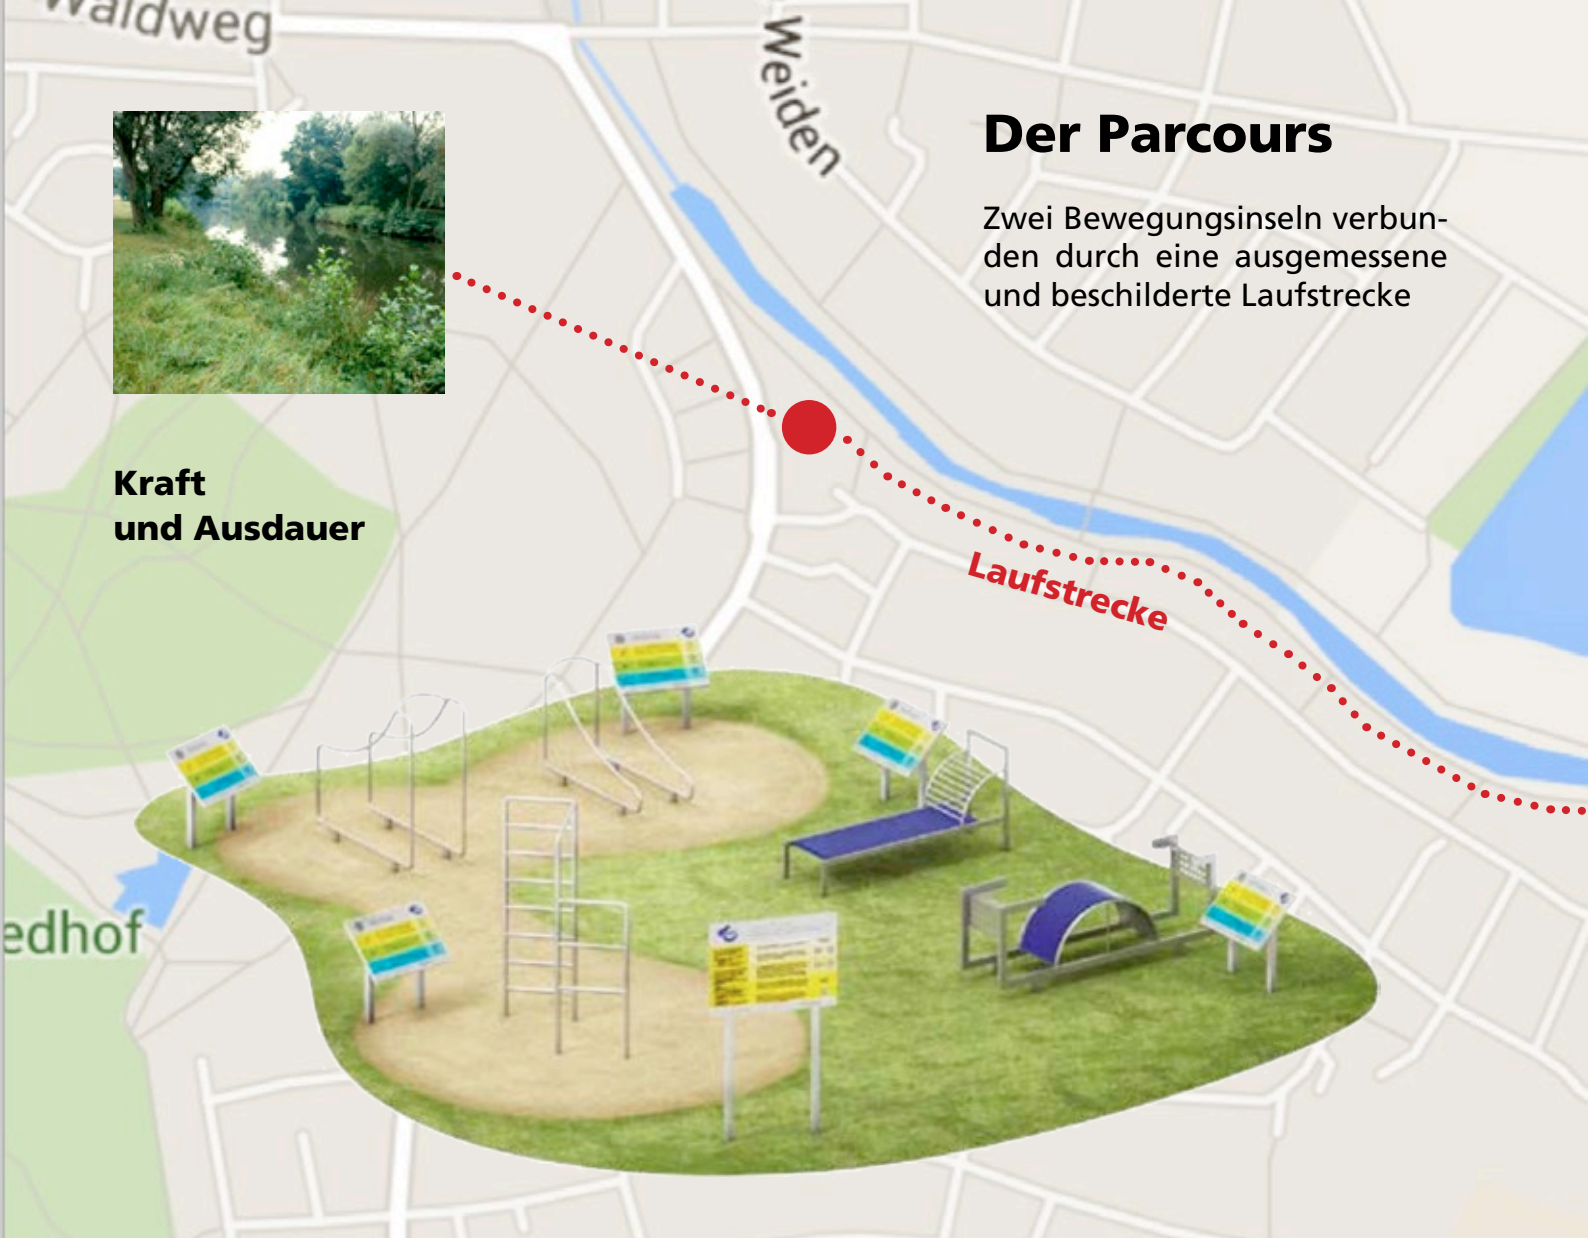 Waldweg
Weiden
Der Parcours
Zwei Bewegungsinseln verbun-
den durch eine ausgemessene
und beschilderte Laufstrecke
Kraft
und Ausdauer
Laufstrecke
edhof